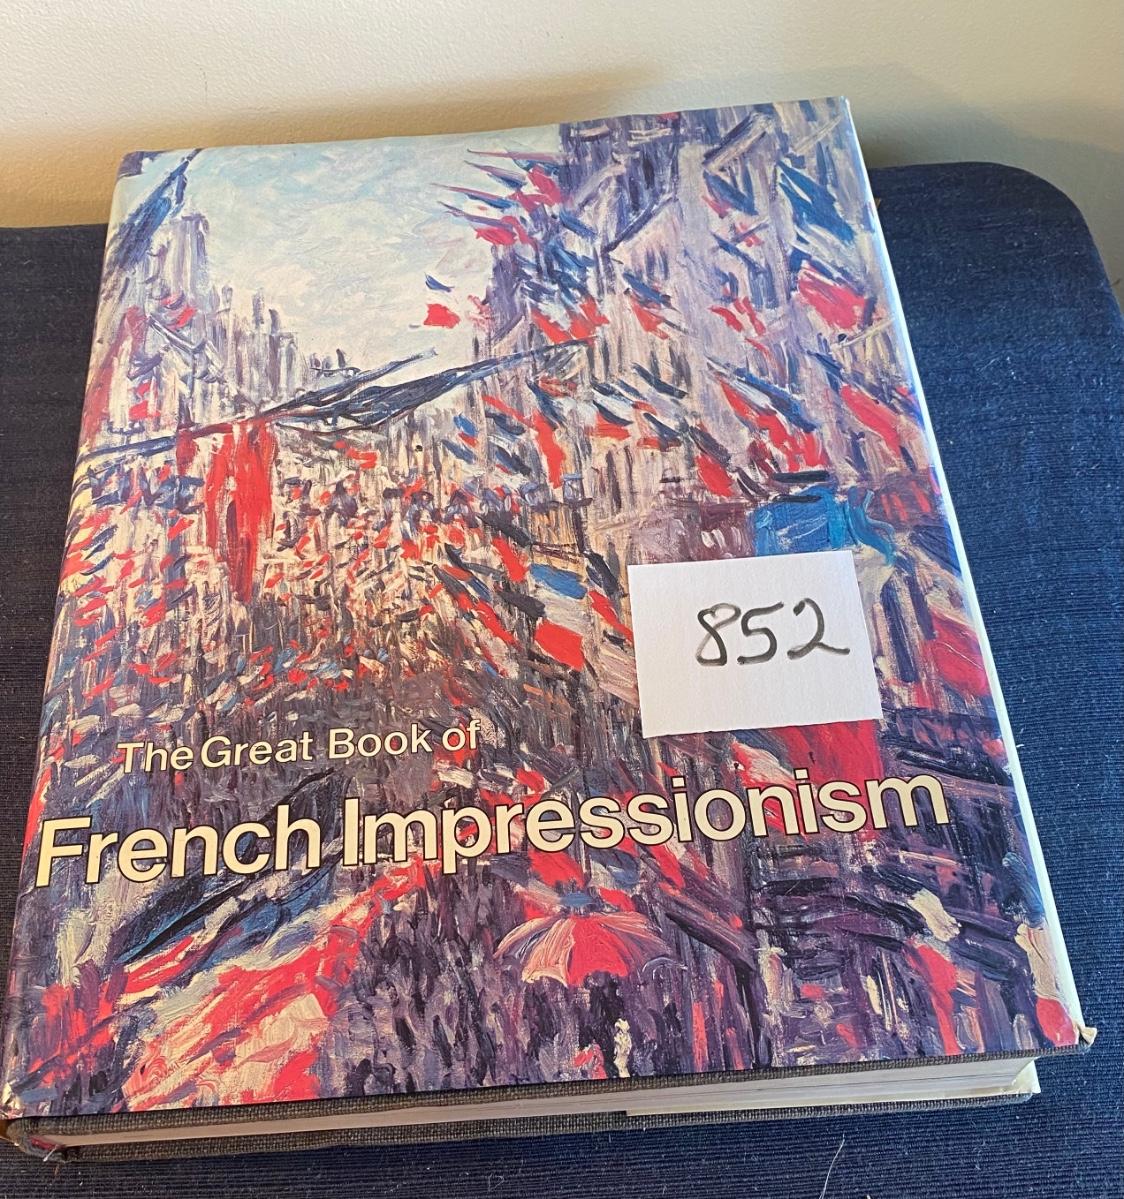 852
The Great Book of
French Impressionism